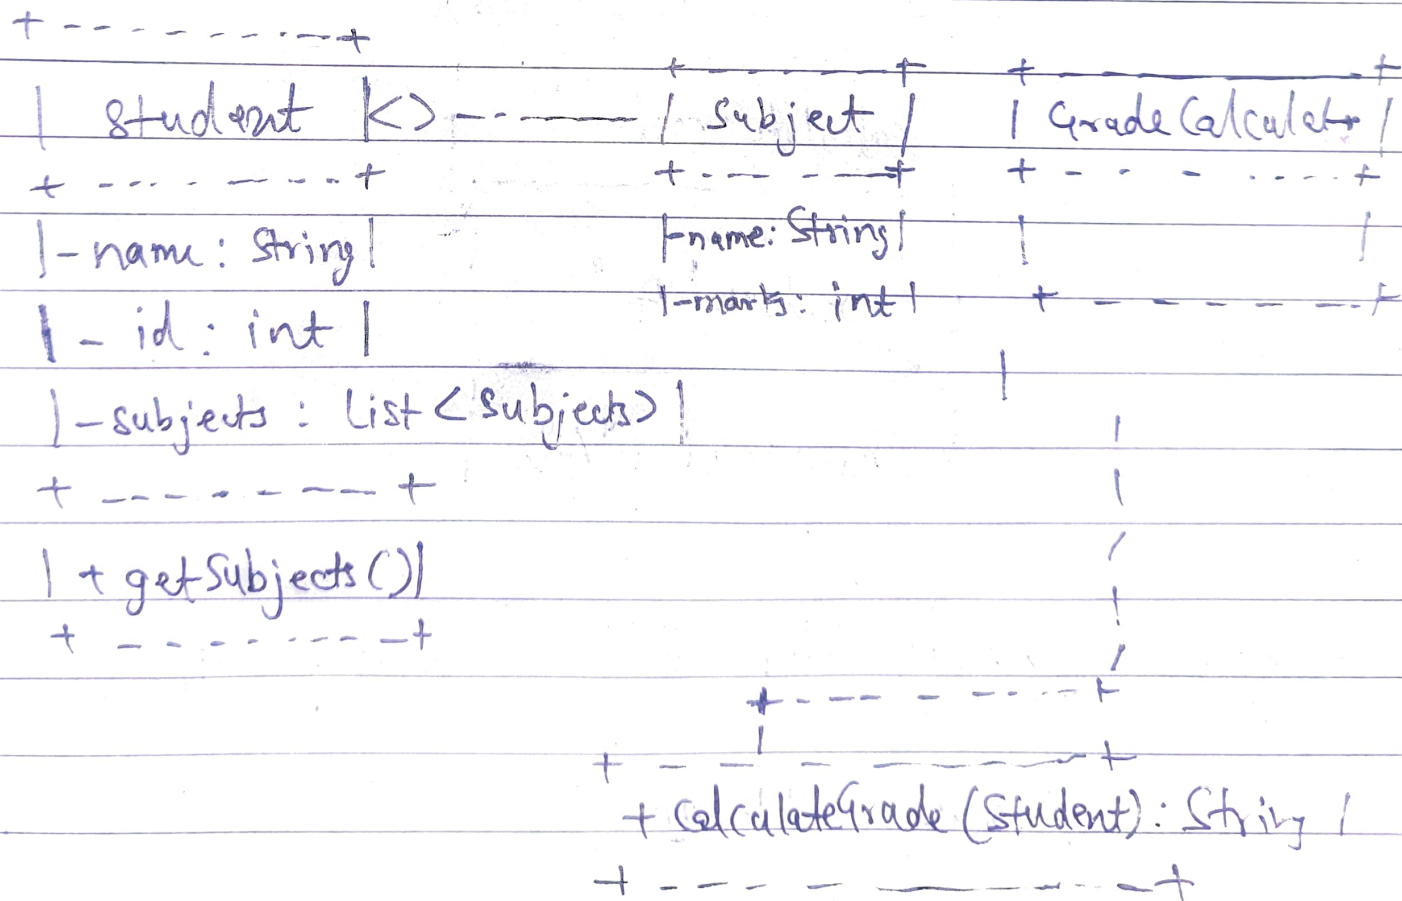 + - - - - - - - - - +
+ - - - - - + + - - - - - +
| student |<> - - - - - | Subject | | GradeCalculator |
+ - - - - - - - - - + + - - - - - + + - - - - - +
|- name : String| |-name: String| | |
|-marks: int | + - - - - - +
|- id : int |
|
|-subjects : List <Subjects>|
|
+ - - - - - - - - + |
|
| + getSubjects ()|
|
+ - - - - - - - - + |
+ - - - - - - +
|
+ - - - - - - - +
+ CalculateGrade (Student) : String |
+ - - - - - - - +